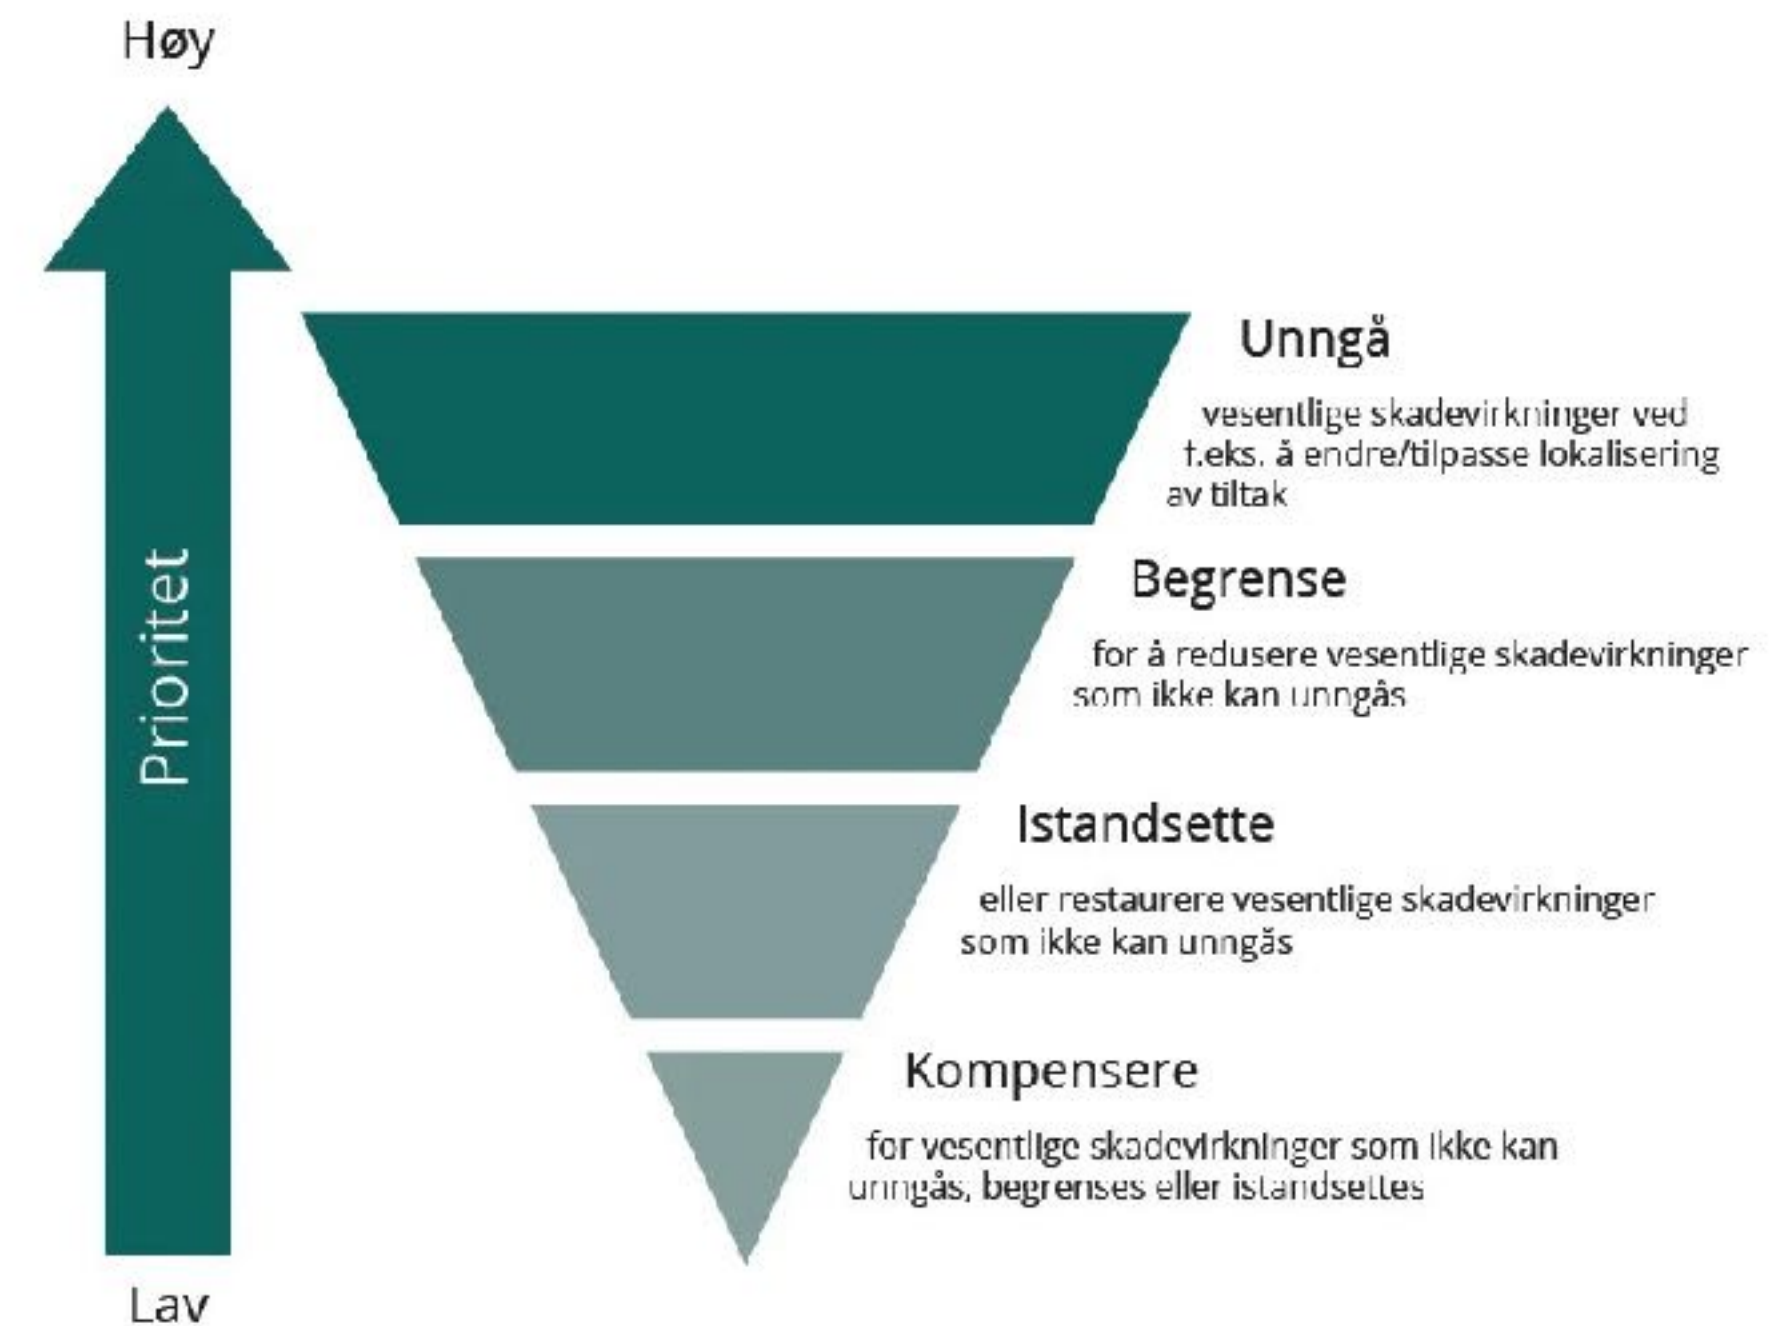 Høy
Prioritet
Lav
Unngå
vesentlige skadevirkninger ved
f.eks. å endre/tilpasse lokalisering
av tiltak
Begrense
for å redusere vesentlige skadevirkninger
som ikke kan unngås
Istandsette
eller restaurere vesentlige skadevirkninger
som ikke kan unngås
Kompensere
for vesentlige skadevirkninger som ikke kan
unngås, begrenses eller istandsettes